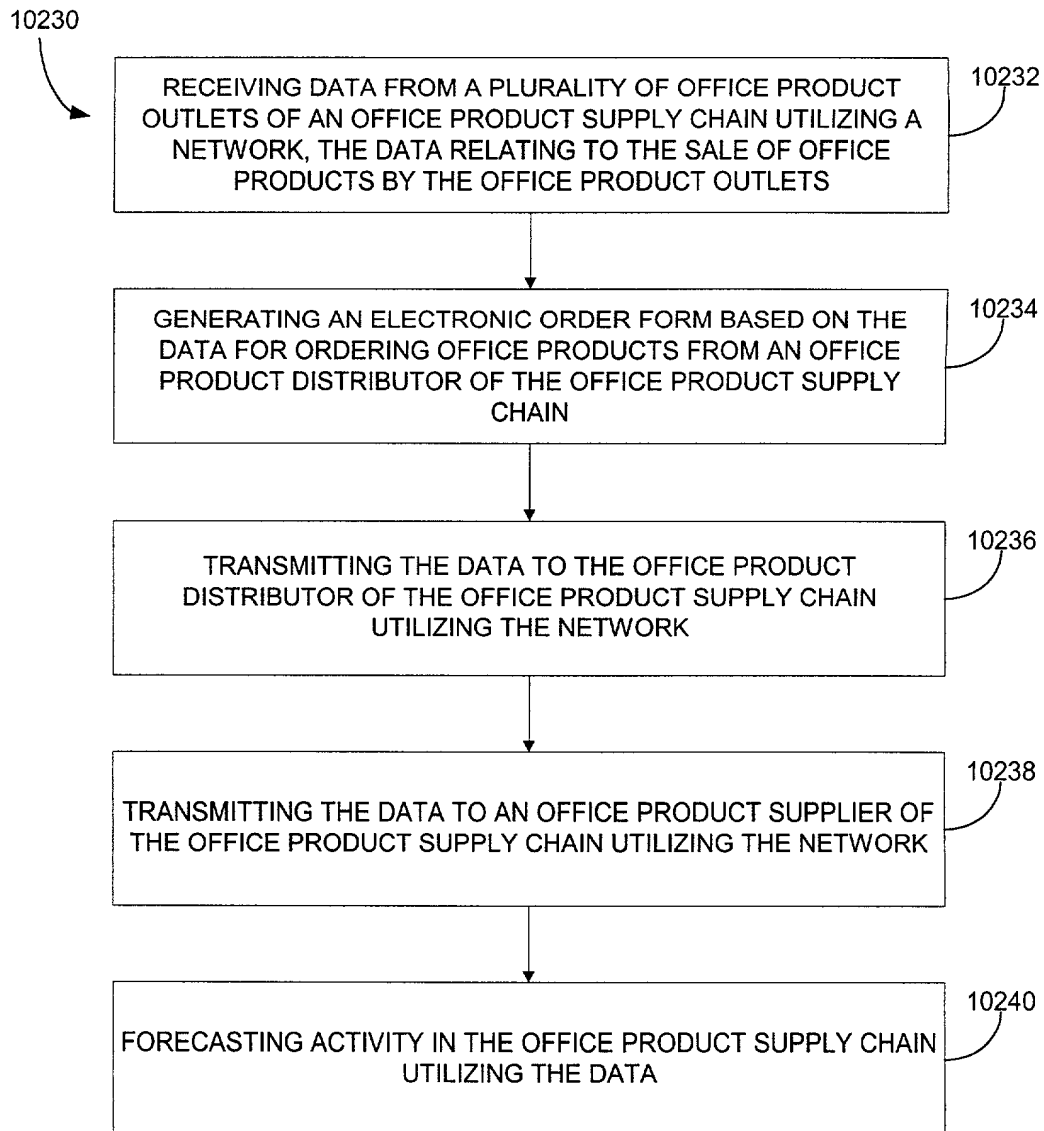 10230
10232
RECEIVING DATA FROM A PLURALITY OF OFFICE PRODUCT
OUTLETS OF AN OFFICE PRODUCT SUPPLY CHAIN UTILIZING A
NETWORK, THE DATA RELATING TO THE SALE OF OFFICE
PRODUCTS BY THE OFFICE PRODUCT OUTLETS
10234
GENERATING AN ELECTRONIC ORDER FORM BASED ON THE
DATA FOR ORDERING OFFICE PRODUCTS FROM AN OFFICE
PRODUCT DISTRIBUTOR OF THE OFFICE PRODUCT SUPPLY
CHAIN
10236
TRANSMITTING THE DATA TO THE OFFICE PRODUCT
DISTRIBUTOR OF THE OFFICE PRODUCT SUPPLY CHAIN
UTILIZING THE NETWORK
10238
TRANSMITTING THE DATA TO AN OFFICE PRODUCT SUPPLIER OF
THE OFFICE PRODUCT SUPPLY CHAIN UTILIZING THE NETWORK
10240
FORECASTING ACTIVITY IN THE OFFICE PRODUCT SUPPLY CHAIN
UTILIZING THE DATA